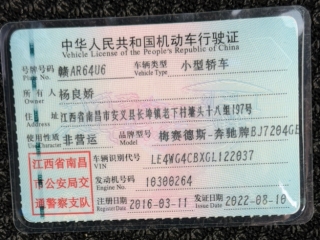 中华人民共和国机动车行驶证
Vehicle License of the People's Republic of China
号牌号码 赣AR64U6 车辆类型 小型轿车
Plate No. Vehicle Type
所有人 杨良娇
Owner
住址 江西省南昌市安义县长埠镇老下村墉头十八组197号
Address
使用性质 非营运 品牌型号 梅赛德斯-奔驰牌BJ7204GE
Use Character Model
江西省南昌 车辆识别代号 LE4WG4CBXGL122037
VIN
市公安局交 发动机号码 10300264
Engine No.
通警察支队 注册日期 2016-03-11 发证日期 2022-08-10
Register Date Issue Date